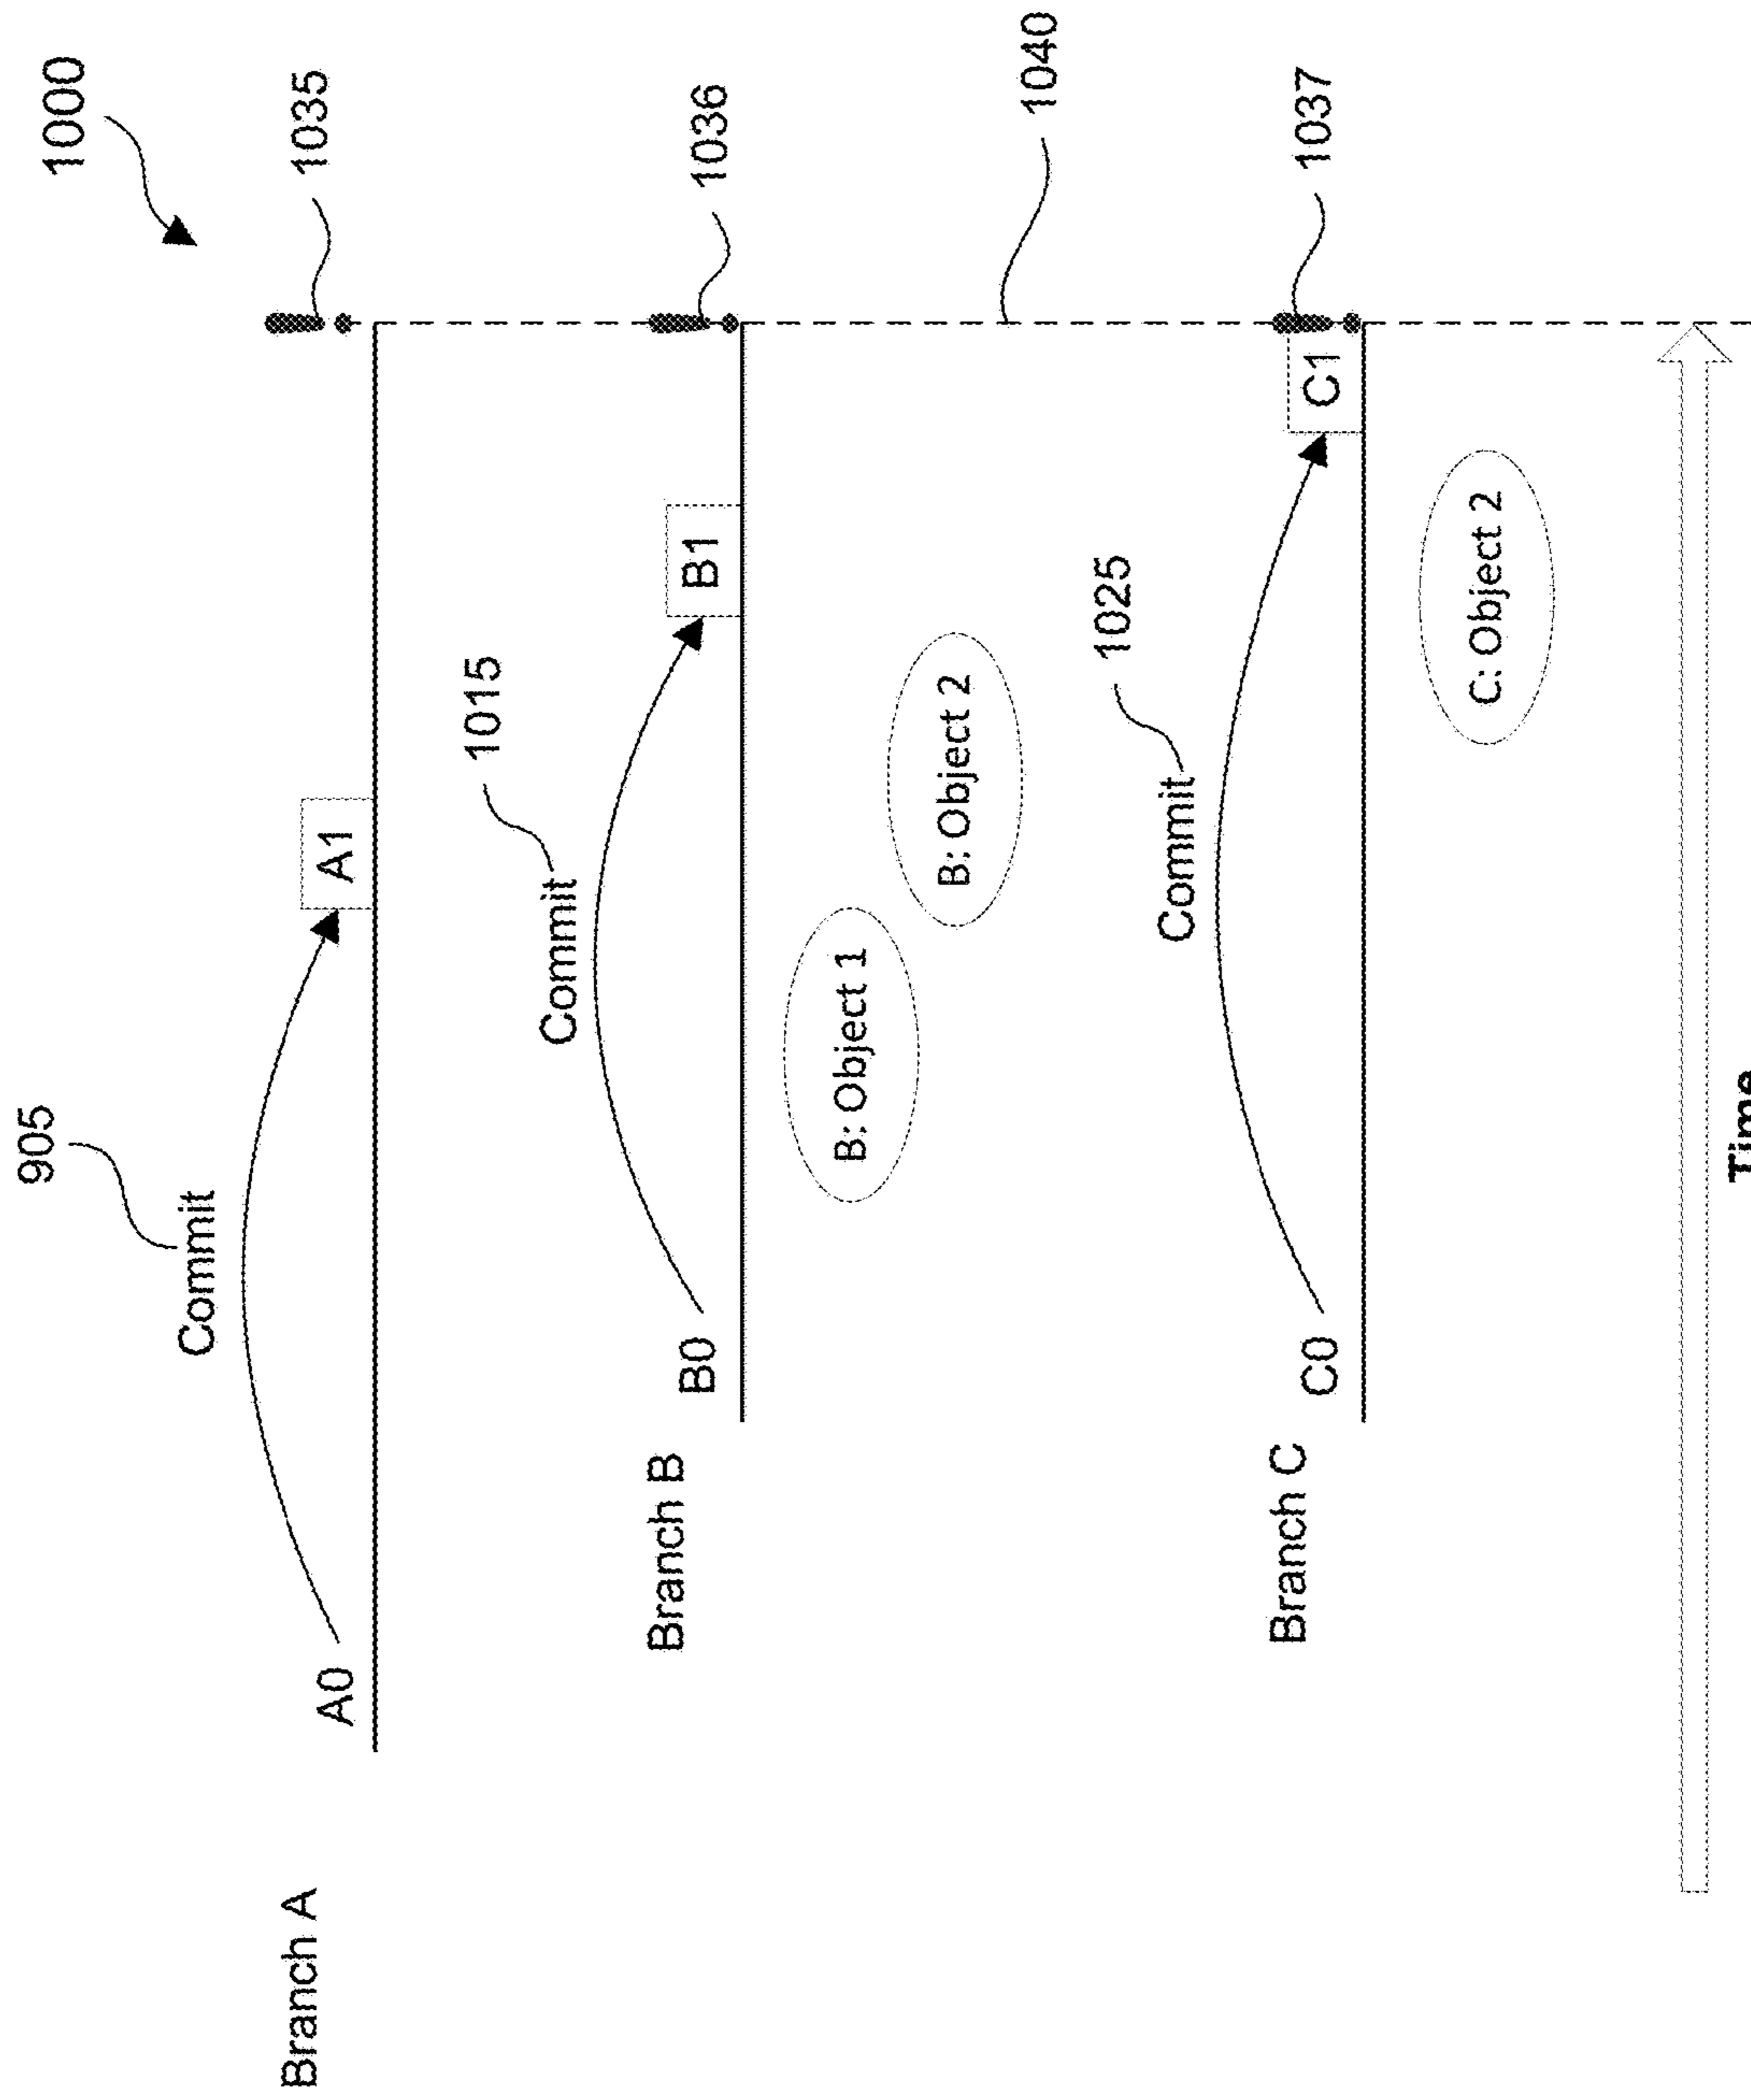 1000
905
Commit
1035
Branch A
A0
A1
1015
Commit
1036
Branch B
B0
B1
B: Object 1
B: Object 2
1040
1025
Commit
1037
Branch C
C0
C1
C: Object 2
Time